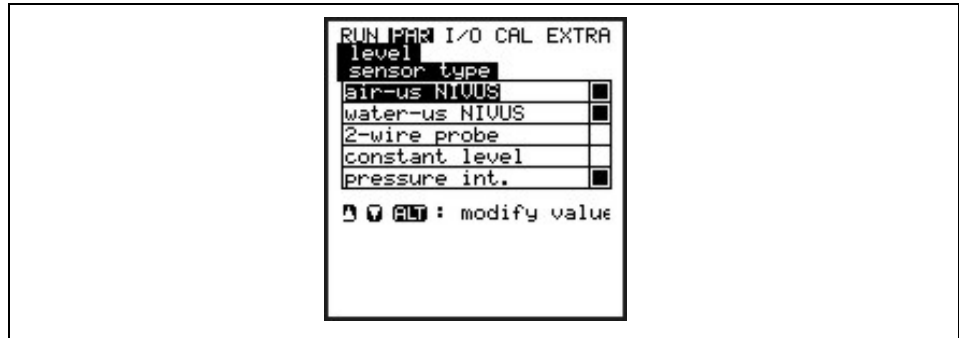 RUN PAR I/O CAL EXTRA
level
sensor type
air-us NIVUS
water-us NIVUS
2-wire probe
constant level
pressure int.
ALT : modify value